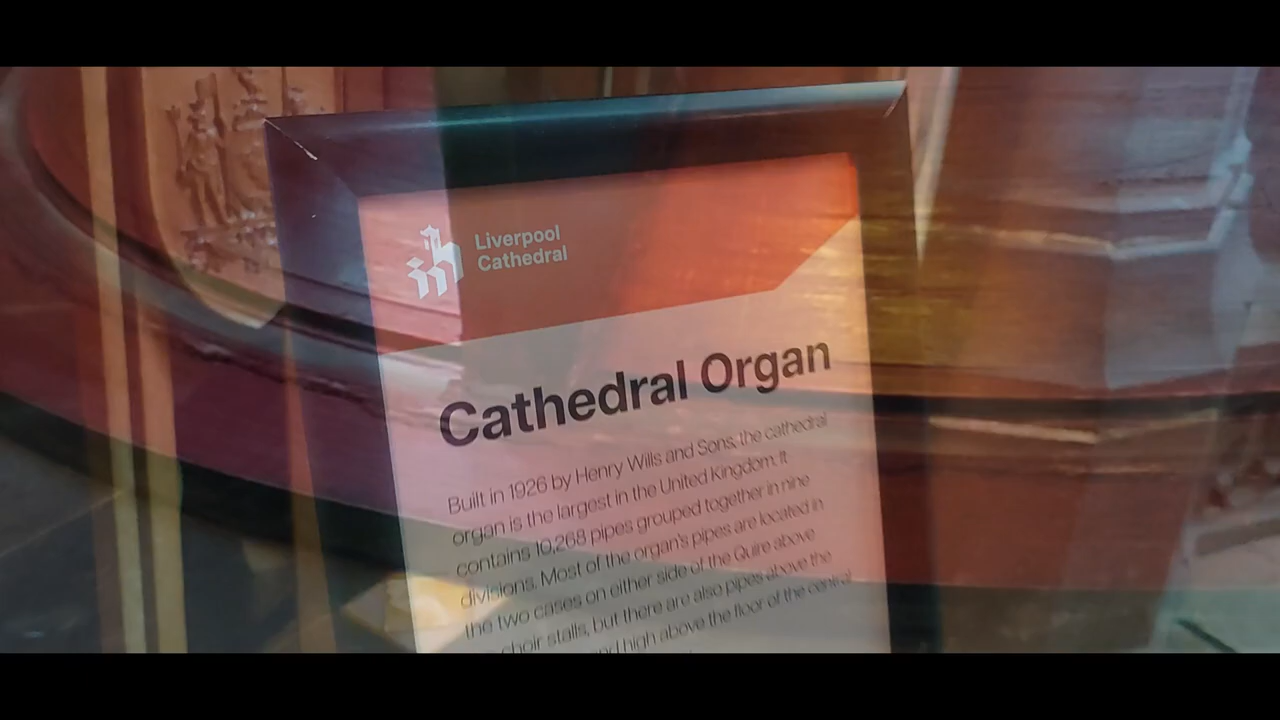 Liverpool
Cathedral
Cathedral Organ
Built in 1926 by Henry Wills and Sons, the cathedral
organ is the largest in the United Kingdom. It
contains 10,268 pipes grouped together in nine
divisions. Most of the organ's pipes are located in
the two cases on either side of the Quire above
choir stalls, but there are also pipes above the
high above the floor of the central